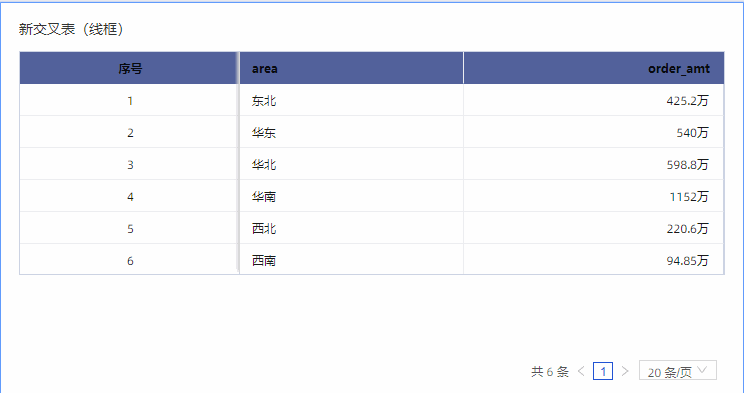 新交叉表（线框）
序号 area order_amt
1 东北 425.2万
2 华东 540万
3 华北 598.8万
4 华南 1152万
5 西北 220.6万
6 西南 94.85万
共 6 条 1 20 条/页